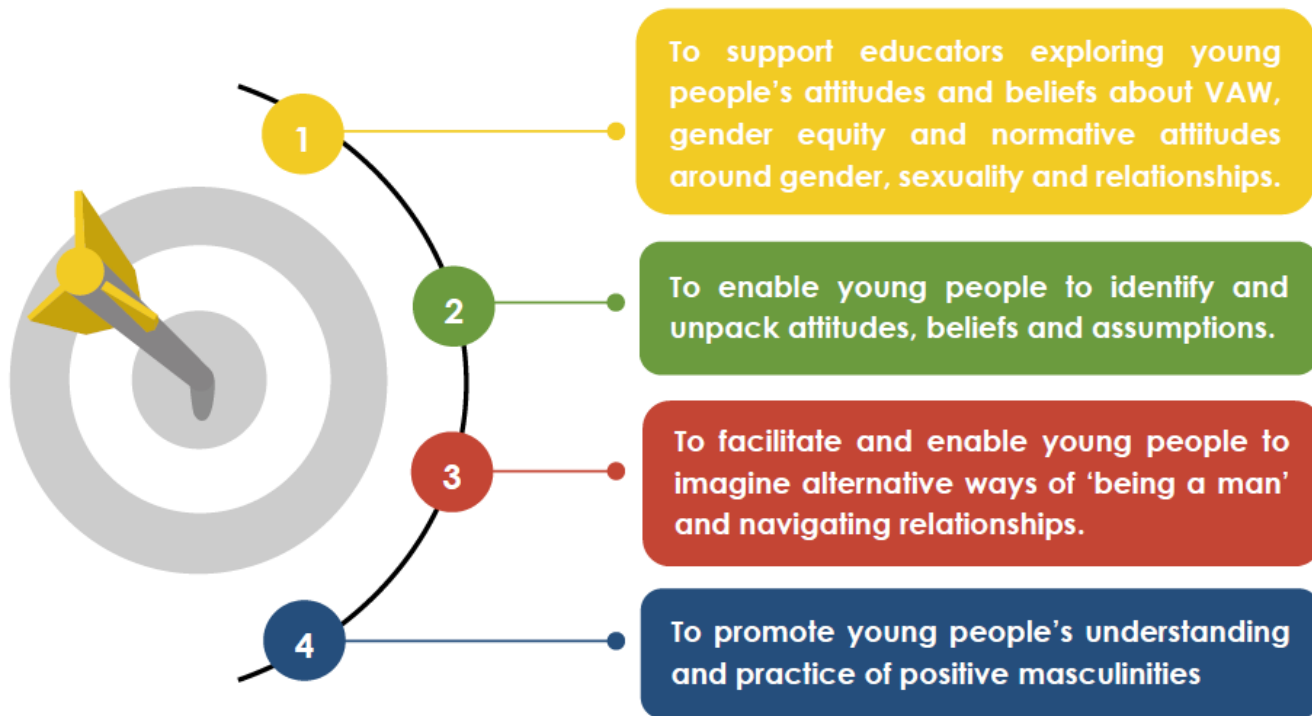 1
To support educators exploring young
people’s attitudes and beliefs about VAW,
gender equity and normative attitudes
around gender, sexuality and relationships.
2
To enable young people to identify and
unpack attitudes, beliefs and assumptions.
3
To facilitate and enable young people to
imagine alternative ways of ‘being a man’
and navigating relationships.
4
To promote young people’s understanding
and practice of positive masculinities